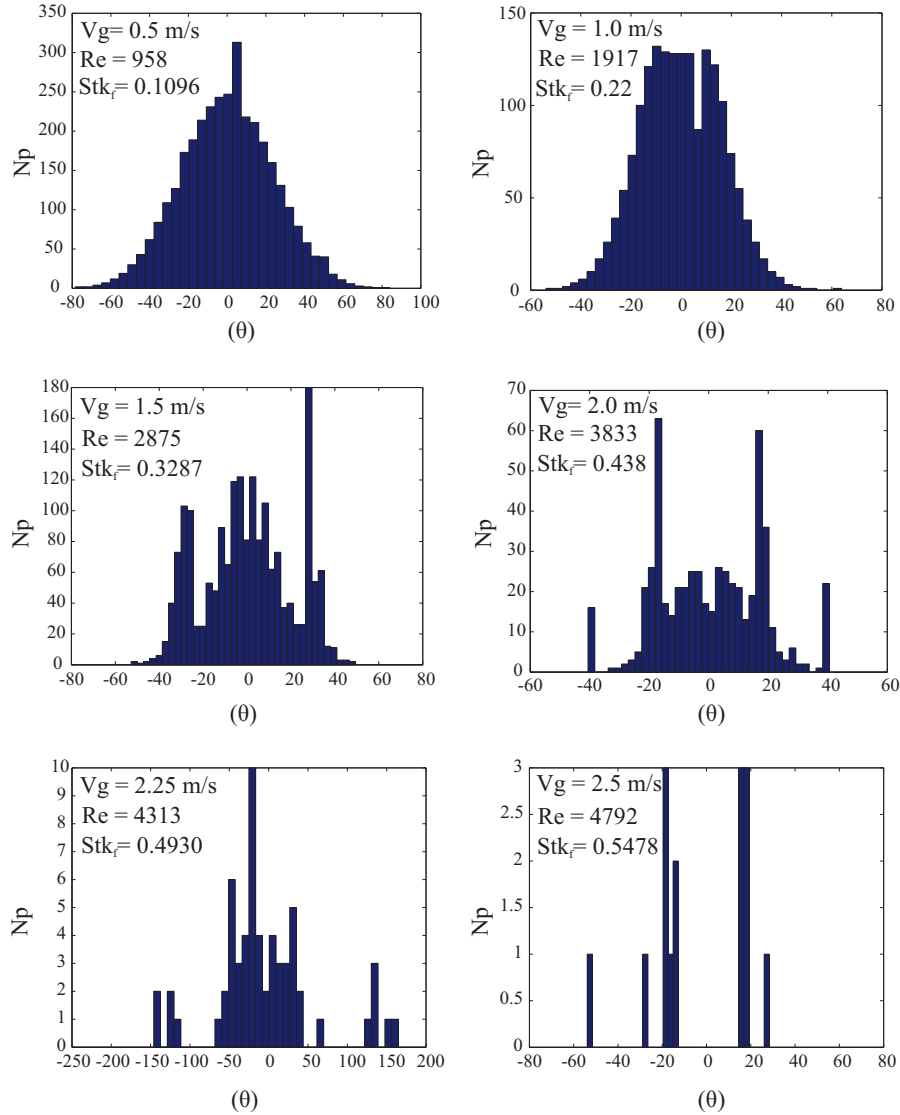 350
300
250
200
150
100
50
0
Np
Vg= 0.5 m/s
Re = 958
Stkf= 0.1096
-80 -60 -40 -20 0 20 40 60 80 100
(θ)
150
100
50
0
Np
Vg= 1.0 m/s
Re = 1917
Stkf= 0.22
-60 -40 -20 0 20 40 60 80
(θ)
180
160
140
120
100
80
60
40
20
0
Np
Vg = 1.5 m/s
Re = 2875
Stkf= 0.3287
-80 -60 -40 -20 0 20 40 60 80
(θ)
70
60
50
40
30
20
10
0
Np
Vg= 2.0 m/s
Re = 3833
Stkf= 0.438
-60 -40 -20 0 20 40 60
(θ)
10
9
8
7
6
5
4
3
2
1
0
Np
Vg = 2.25 m/s
Re = 4313
Stkf= 0.4930
-250 -200 -150 -100 -50 0 50 100 150 200
(θ)
3
2.5
2
1.5
1
0.5
0
Np
Vg = 2.5 m/s
Re = 4792
Stkf= 0.5478
-80 -60 -40 -20 0 20 40 60 80
(θ)